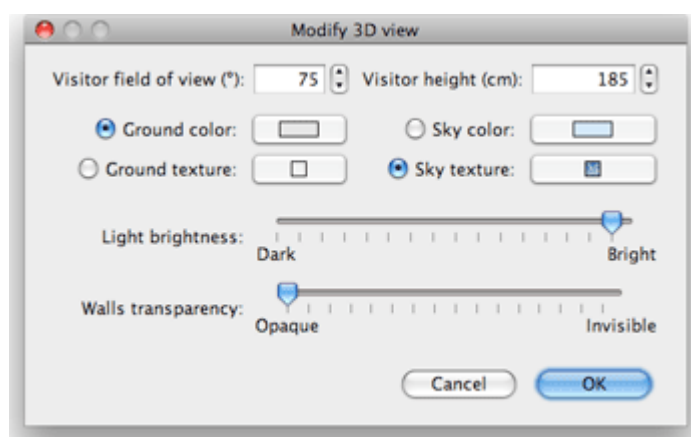 Modify 3D view
Visitor field of view (°): 75 Visitor height (cm): 185
Ground color: Sky color:
Ground texture: Sky texture:
Light brightness:
Dark Bright
Walls transparency:
Opaque Invisible
Cancel OK